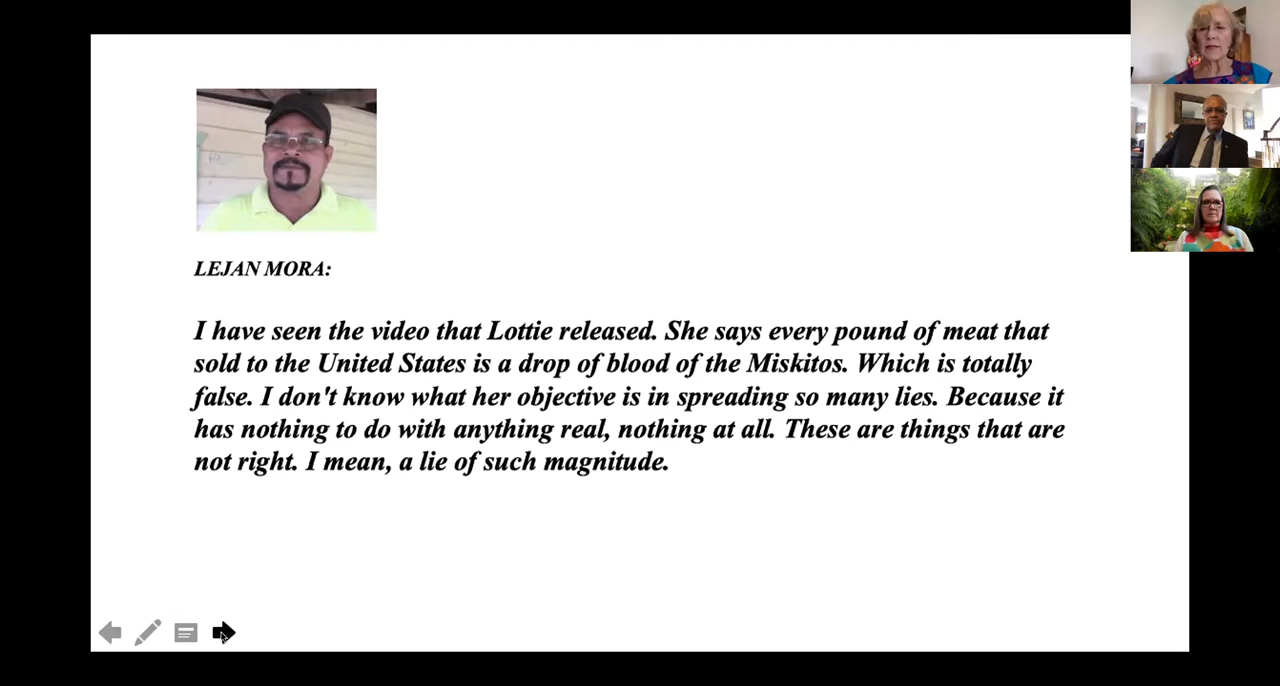 LEJAN MORA:
I have seen the video that Lottie released. She says every pound of meat that
sold to the United States is a drop of blood of the Miskitos. Which is totally
false. I don't know what her objective is in spreading so many lies. Because it
has nothing to do with anything real, nothing at all. These are things that are
not right. I mean, a lie of such magnitude.